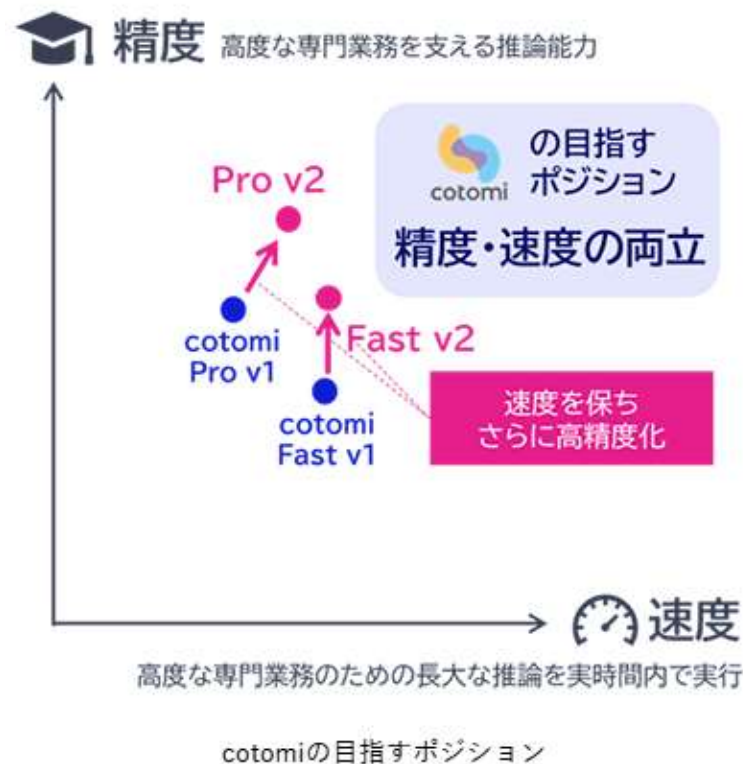 精度 高度な専門業務を支える推論能力
cotomi
の目指す
ポジション
精度・速度の両立
Pro v2
cotomi
Pro v1
Fast v2
cotomi
Fast v1
速度を保ち
さらに高精度化
速度
高度な専門業務のための長大な推論を実時間内で実行
cotomiの目指すポジション